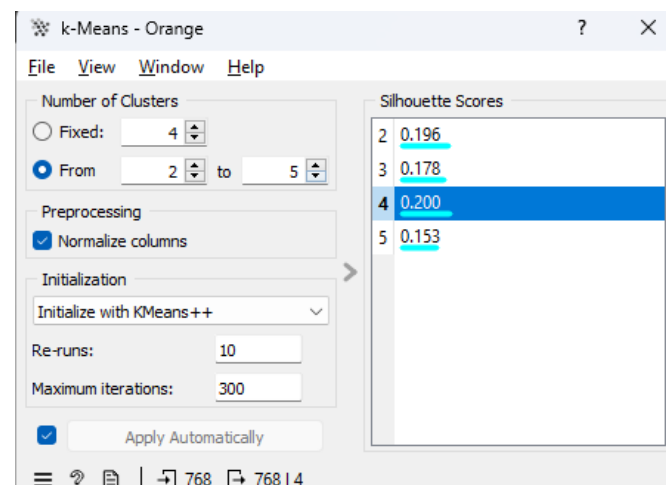 k-Means - Orange ? ×
File View Window Help
Number of Clusters
Fixed: 4
From 2 to 5
Preprocessing
Normalize columns
Initialization
Initialize with KMeans++
Re-runs: 10
Maximum iterations: 300
Apply Automatically
Silhouette Scores
2 0.196
3 0.178
4 0.200
5 0.153
? 768 768 | 4